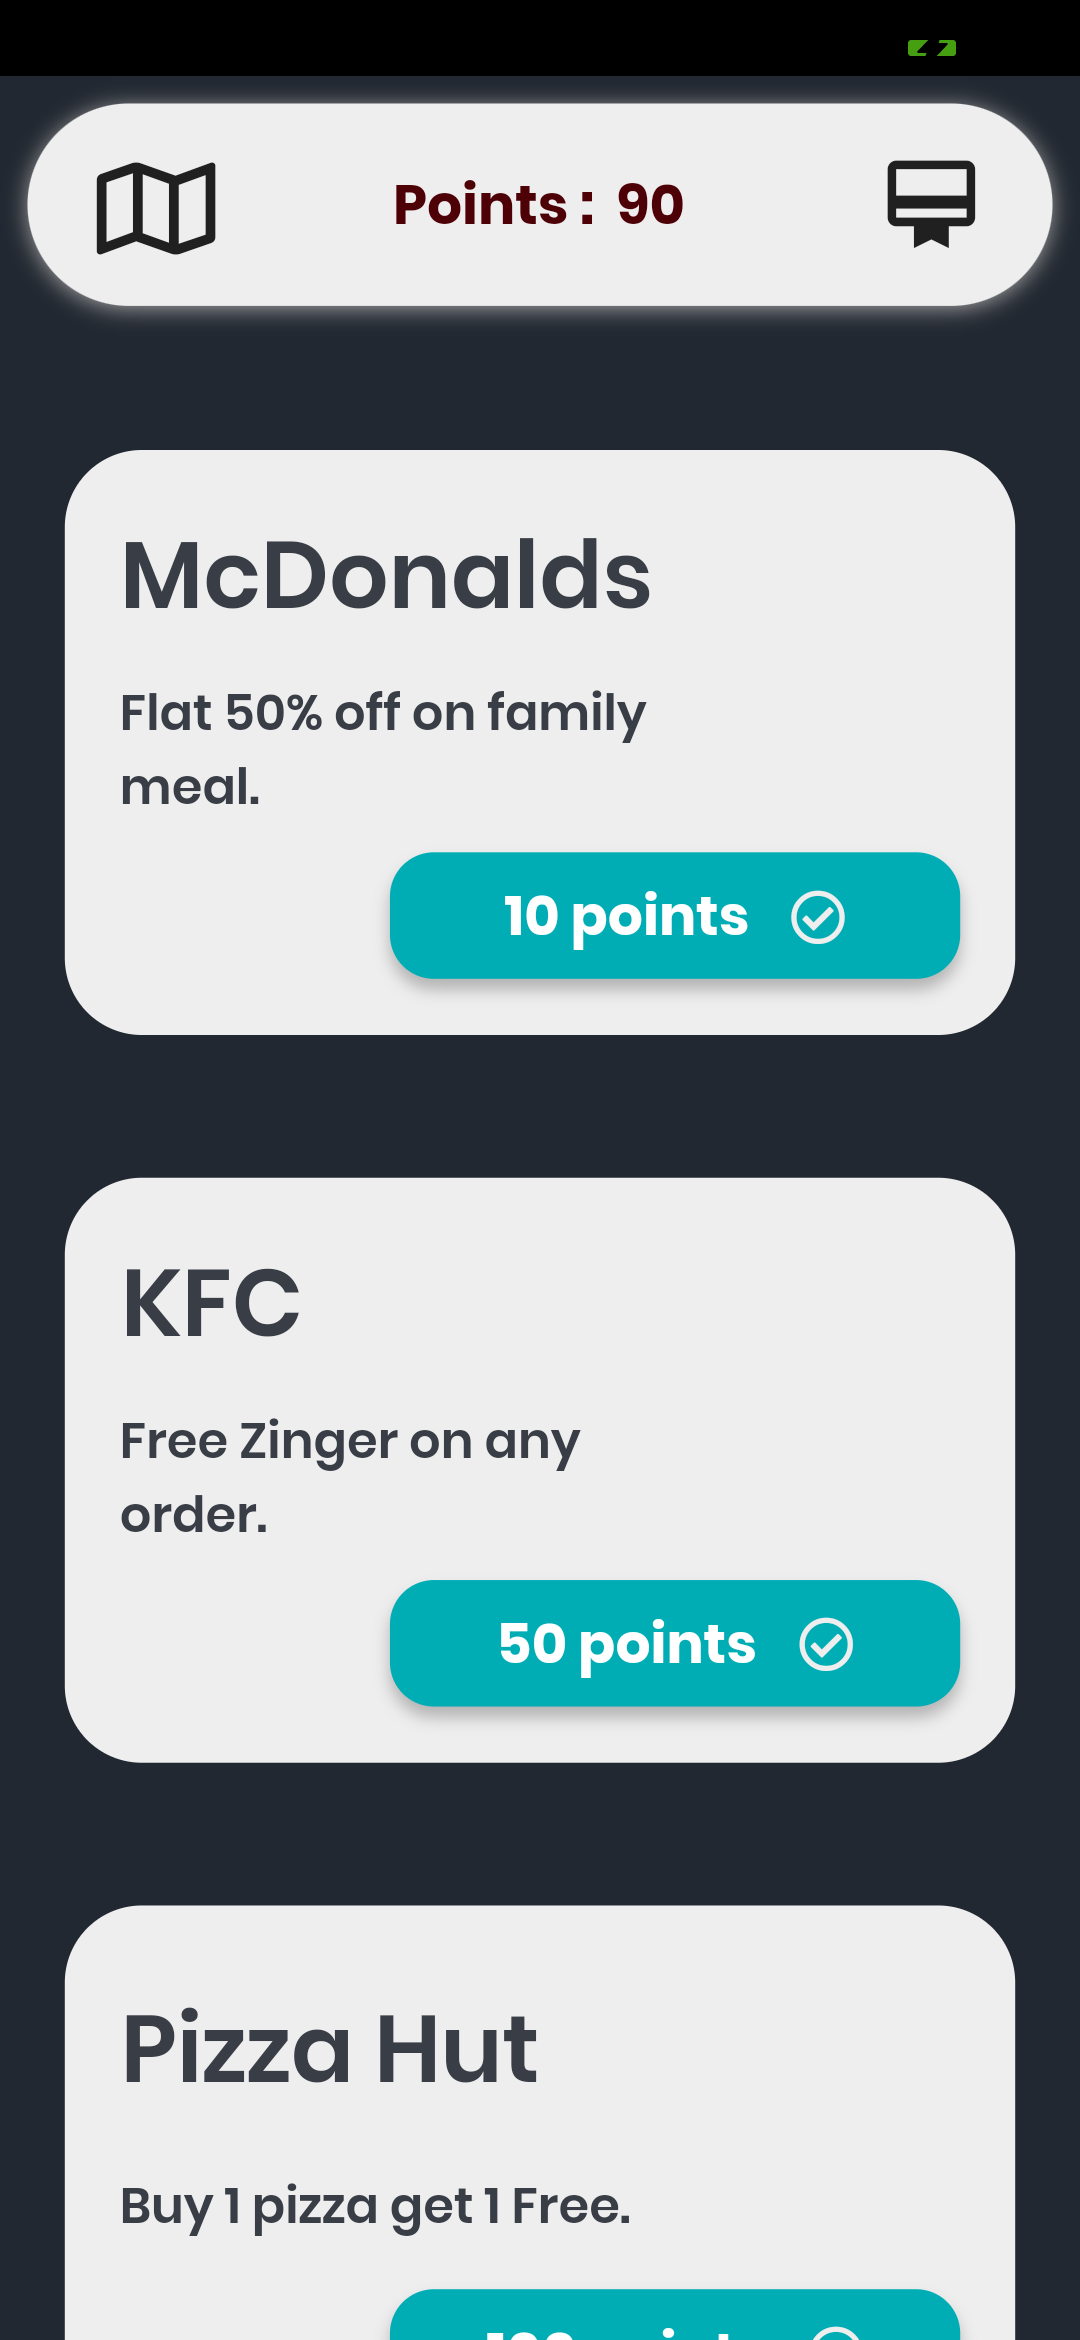 Points : 90
McDonalds
Flat 50% off on family
meal.
10 points
KFC
Free Zinger on any
order.
50 points
Pizza Hut
Buy 1 pizza get 1 Free.